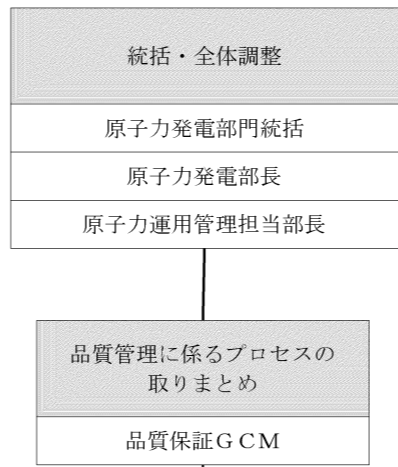 統括・全体調整
原子力発電部門統括
原子力発電部長
原子力運用管理担当部長
品質管理に係るプロセスの
取りまとめ
品質保証ＧＣＭ